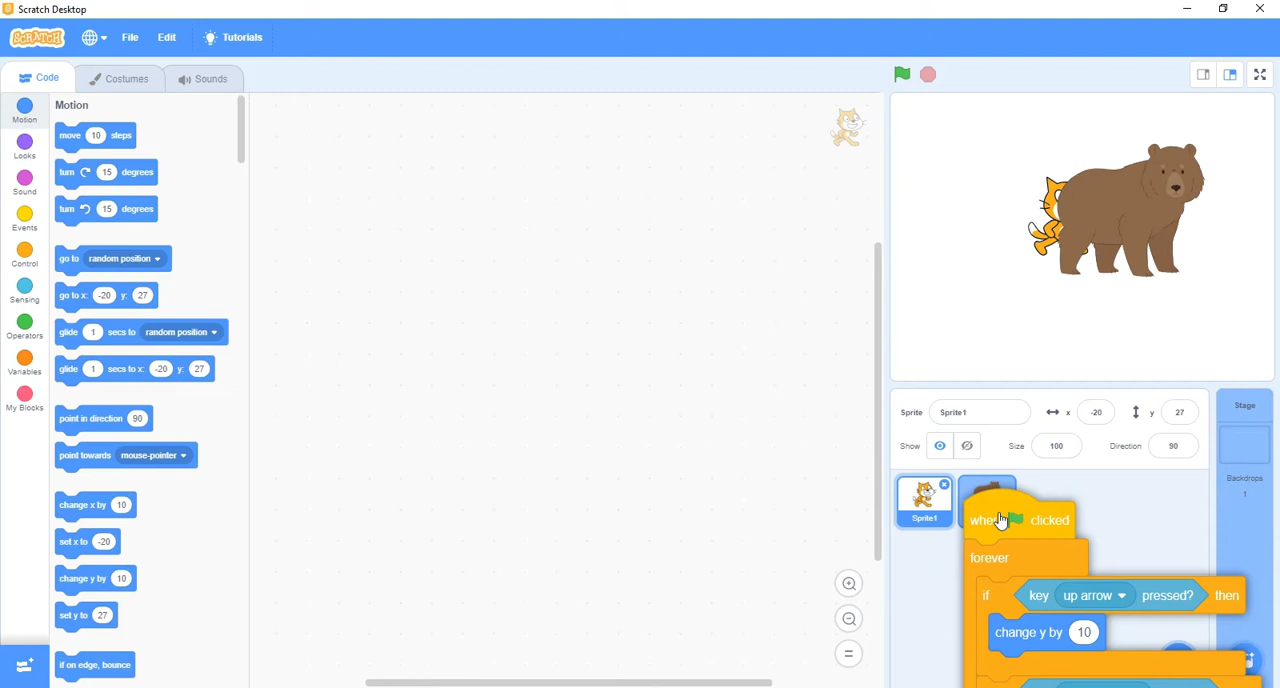 Scratch Desktop
SCRATCH File Edit Tutorials
Code Costumes Sounds
Motion
Looks
Sound
Events
Control
Sensing
Operators
Variables
My Blocks
Motion
move 10 steps
turn 15 degrees
turn 15 degrees
go to random position
go to x: -20 y: 27
glide 1 secs to random position
glide 1 secs to x: -20 y: 27
point in direction 90
point towards mouse-pointer
change x by 10
set x to -20
change y by 10
set y to 27
if on edge, bounce
Sprite Sprite1 x -20 y 27
Show Size 100 Direction 90
Sprite1
Stage
Backdrops
1
clicked
forever
if key up arrow pressed? then
change y by 10